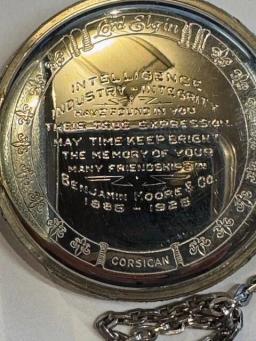 Lord Elgin
INTELLIGENCE
INDUSTRY - INTEGRITY
HAVE FOUND IN YOU
THEIR TRUE EXPRESSION
MAY TIME KEEP BRIGHT
THE MEMORY OF YOUR
MANY FRIENDSHIPS IN
BENJAMIN MOORE & CO.
1885 - 1925
CORSICAN